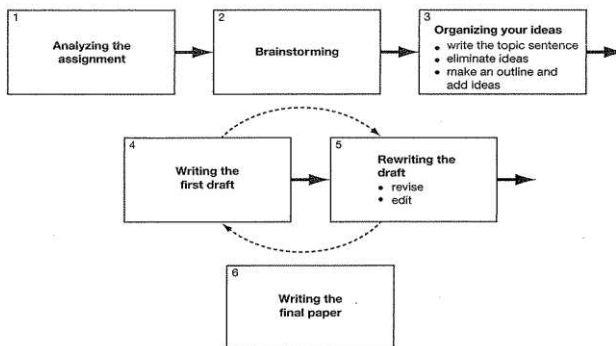 1
Analyzing the
assignment
2
Brainstorming
3
Organizing your ideas
• write the topic sentence
• eliminate ideas
• make an outline and
add ideas
4
Writing the
first draft
5
Rewriting the
draft
• revise
• edit
6
Writing the
final paper